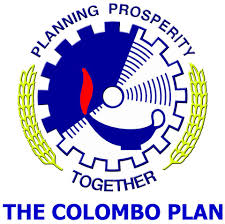 PLANNING PROSPERITY
TOGETHER
THE COLOMBO PLAN